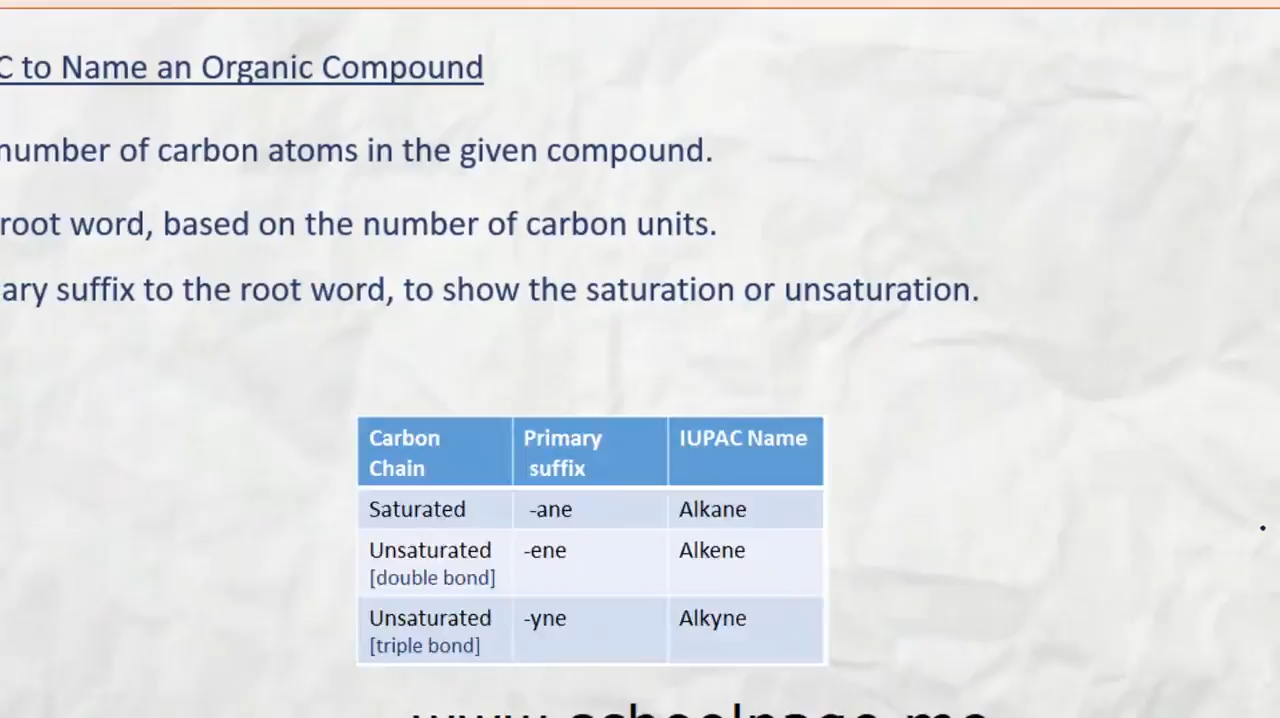 C to Name an Organic Compound
number of carbon atoms in the given compound.
root word, based on the number of carbon units.
ary suffix to the root word, to show the saturation or unsaturation.
Carbon Chain Primary suffix IUPAC Name
Saturated -ane Alkane
Unsaturated -ene Alkene
[double bond]
Unsaturated -yne Alkyne
[triple bond]
www.schoolpage.me